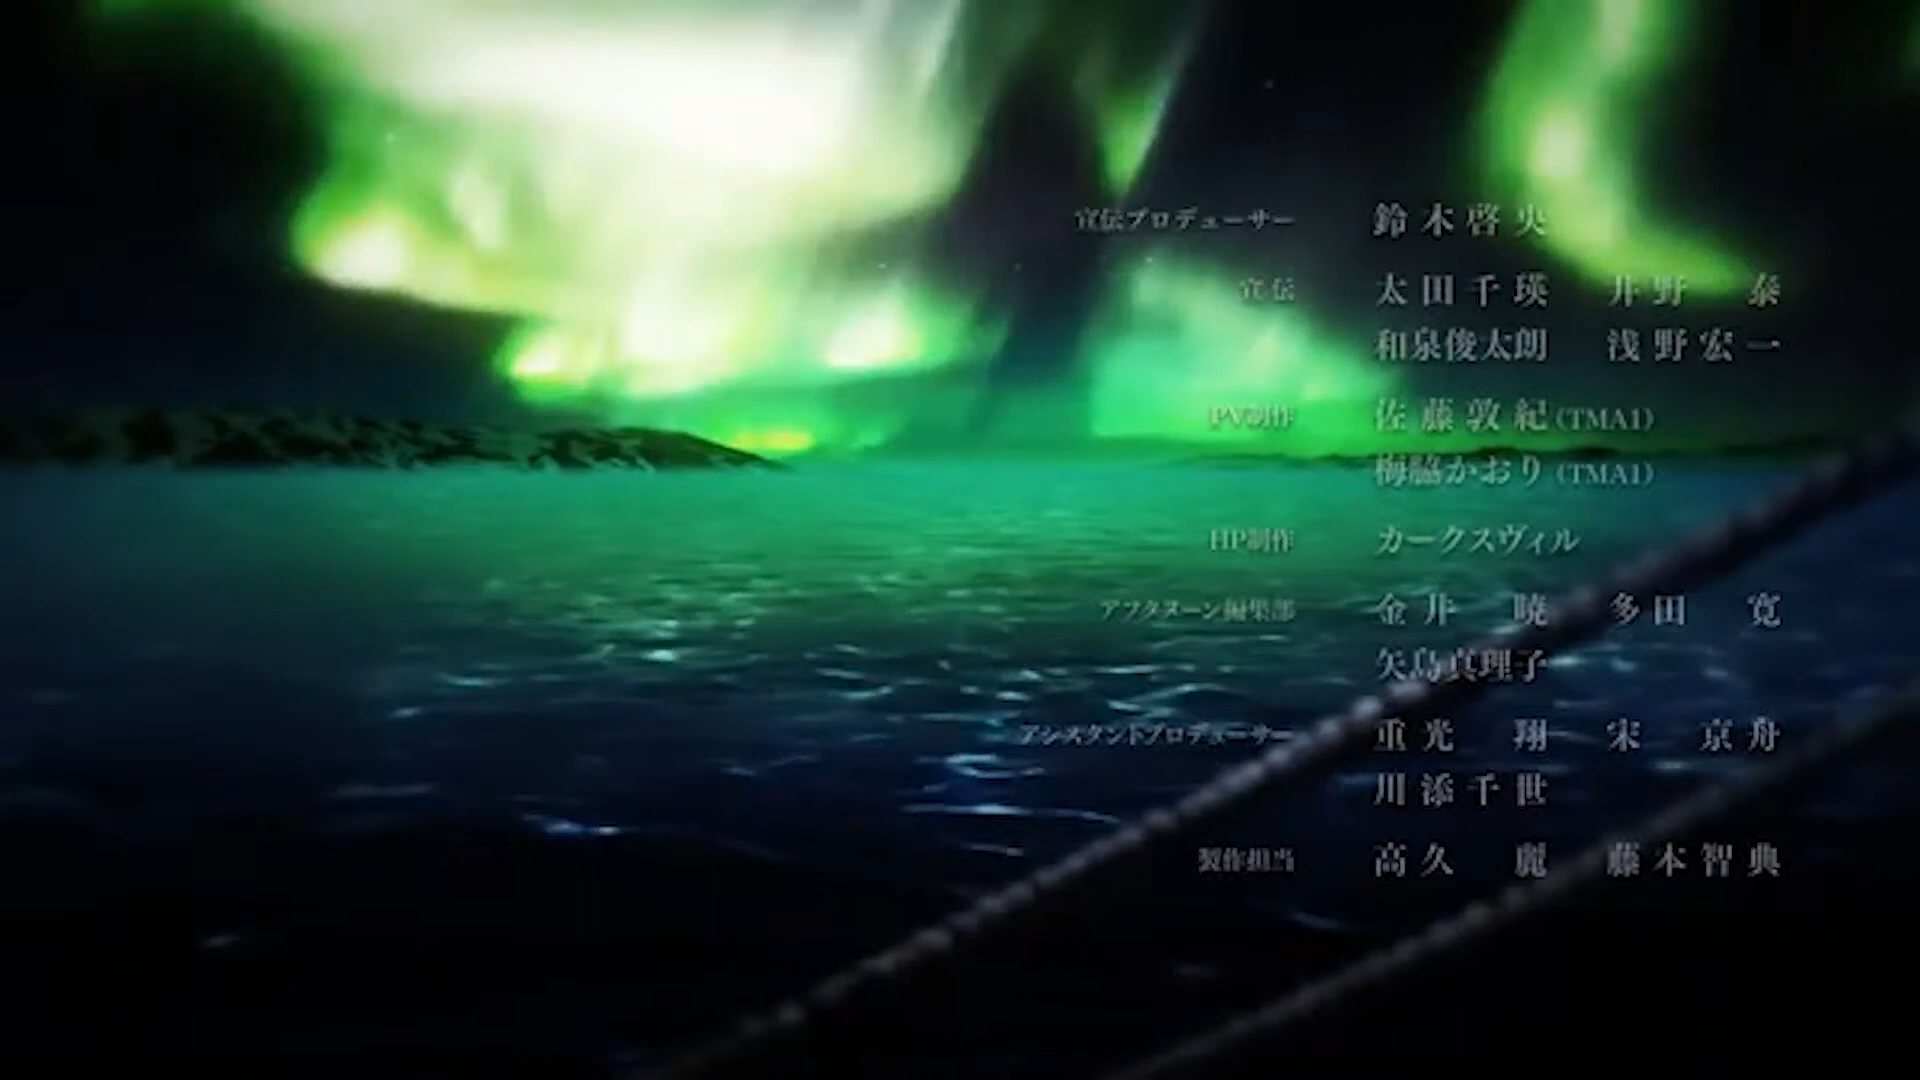 宣伝プロデューサー 鈴木啓央
宣伝 太田千瑛 井野 泰
和泉俊太朗 浅野宏一
PV制作 佐藤敦紀(TMA1)
梅脇かおり(TMA1)
HP制作 カークスヴィル
アフタヌーン編集部 金井 暁 多田 寛
矢島真理子
アシスタントプロデューサー 重光 翔 宋 京舟
川添千世
製作担当 高久 麗 藤本智典